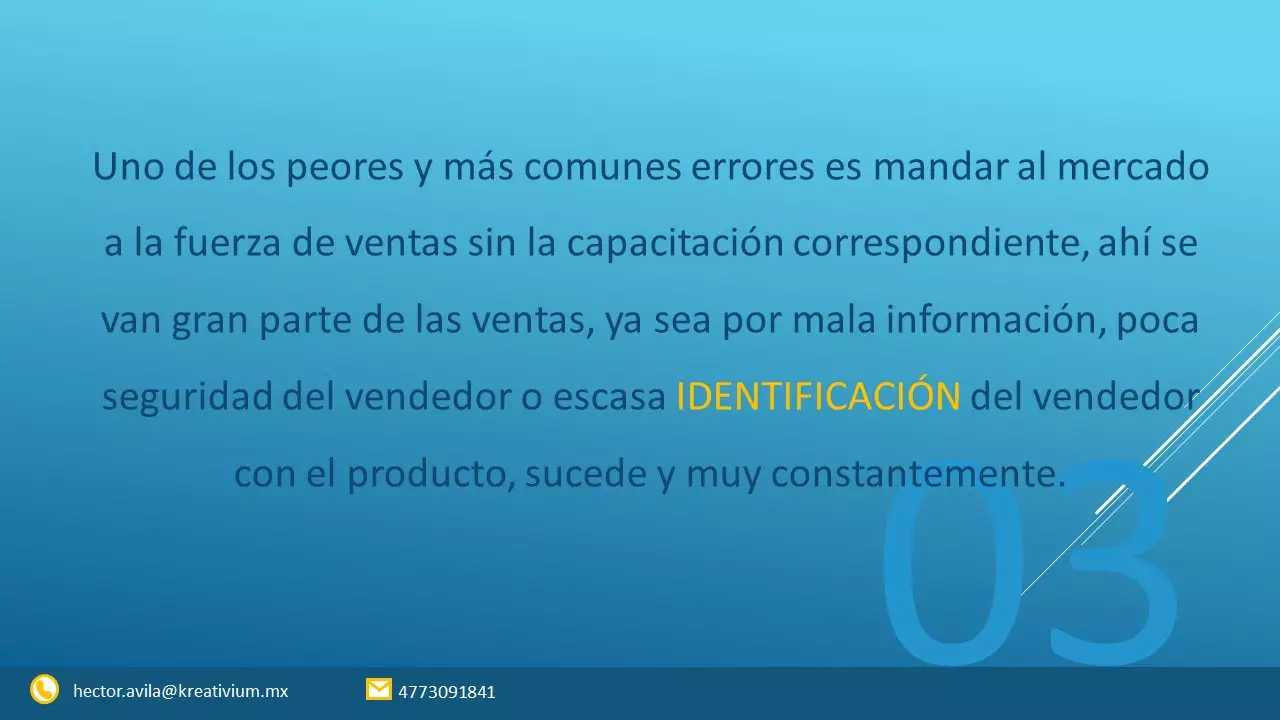 Uno de los peores y más comunes errores es mandar al mercado
a la fuerza de ventas sin la capacitación correspondiente, ahí se
van gran parte de las ventas, ya sea por mala información, poca
seguridad del vendedor o escasa IDENTIFICACIÓN del vendedor
con el producto, sucede y muy constantemente.
03
hector.avila@kreativium.mx
4773091841